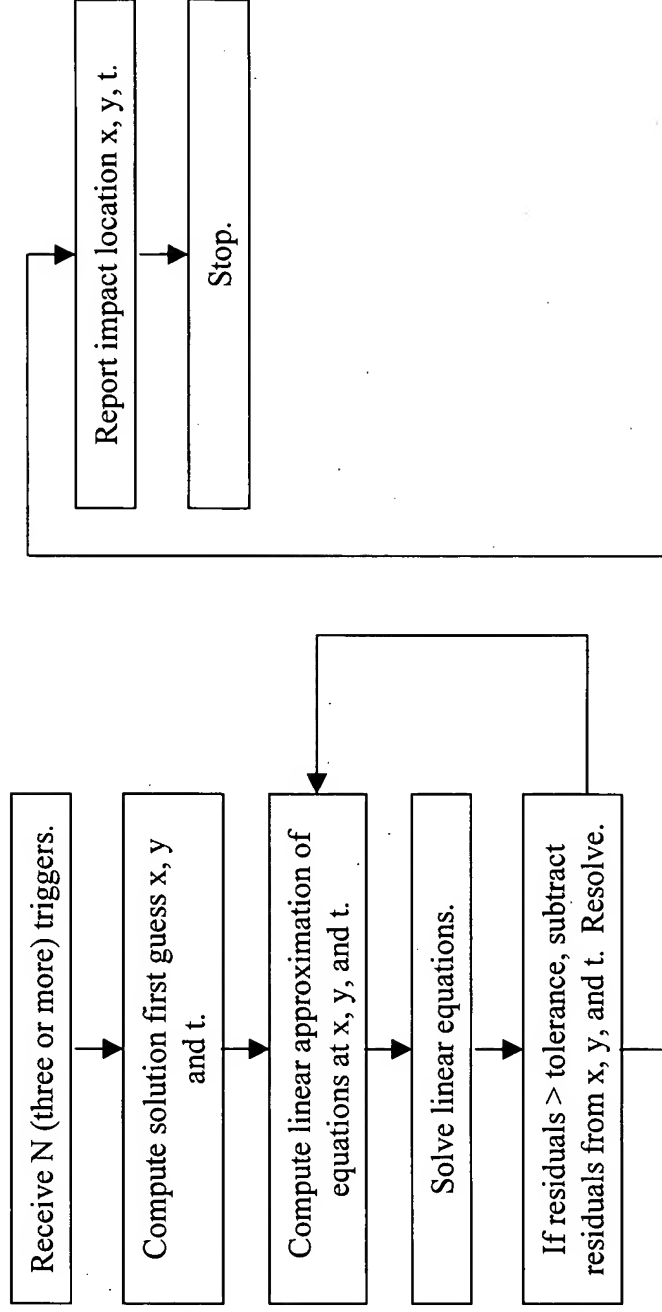 Receive N (three or more) triggers.
Compute solution first guess x, y
and t.
Compute linear approximation of
equations at x, y, and t.
Solve linear equations.
If residuals > tolerance, subtract
residuals from x, y, and t. Resolve.
Report impact location x, y, t.
Stop.